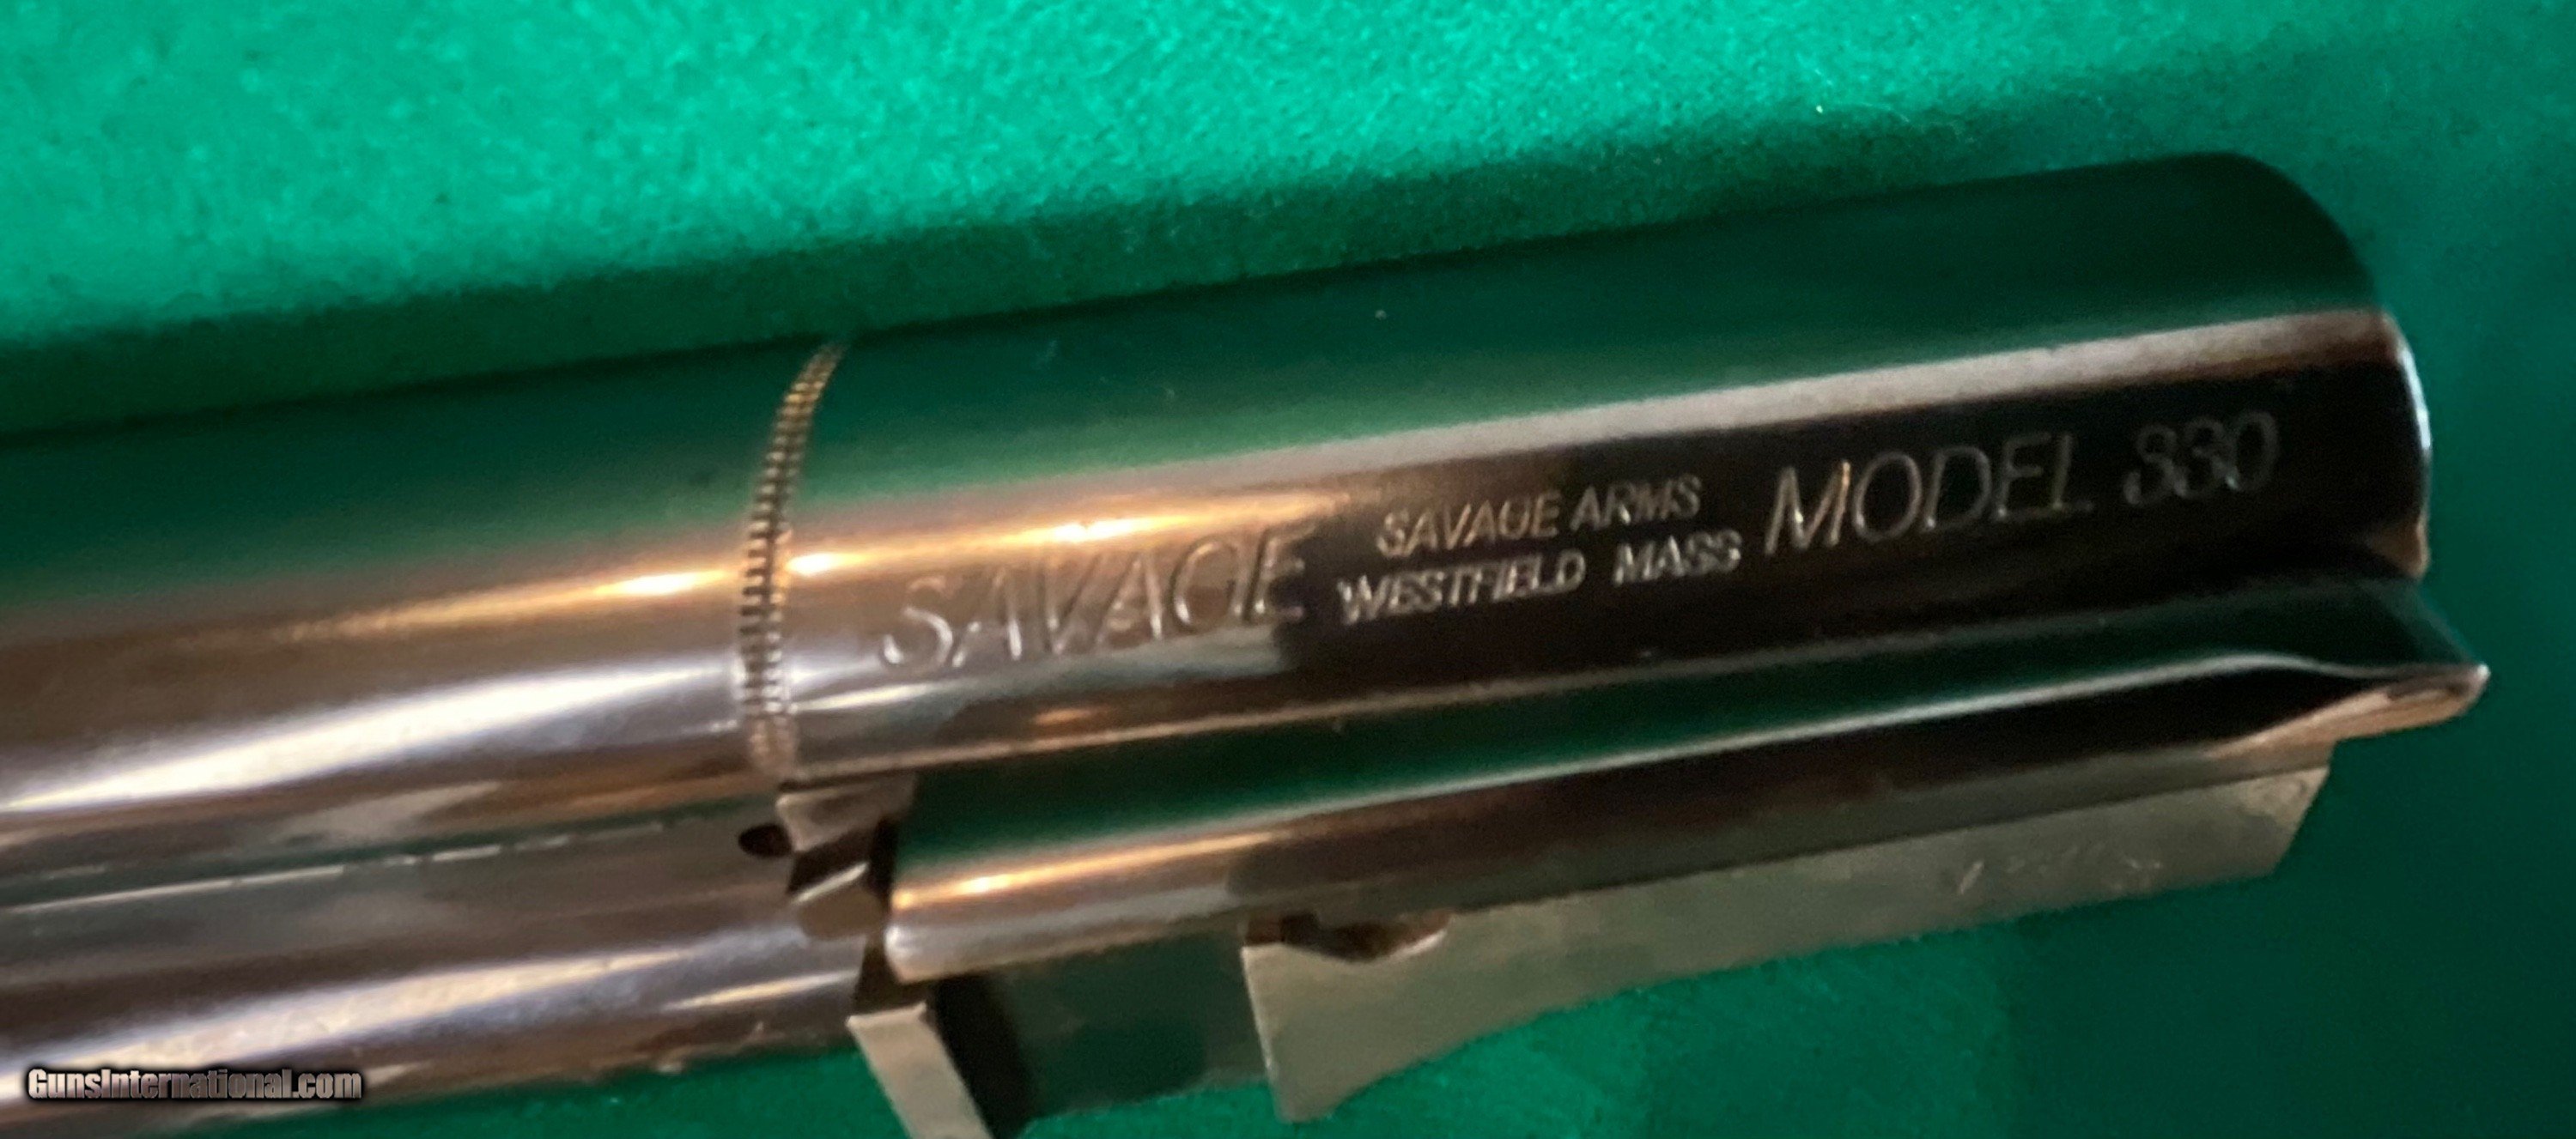 SAVAGE
SAVAGE ARMS
WESTFIELD MASS
MODEL 330
GunsInternational.com